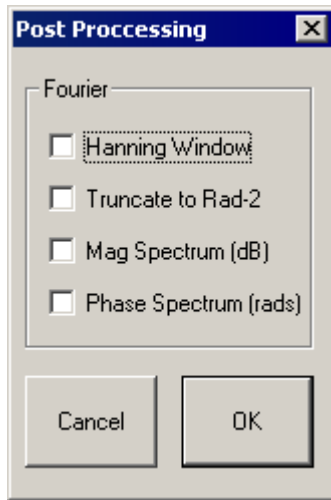 Post Proccessing
Fourier
Hanning Window
Truncate to Rad-2
Mag Spectrum (dB)
Phase Spectrum (rads)
Cancel OK